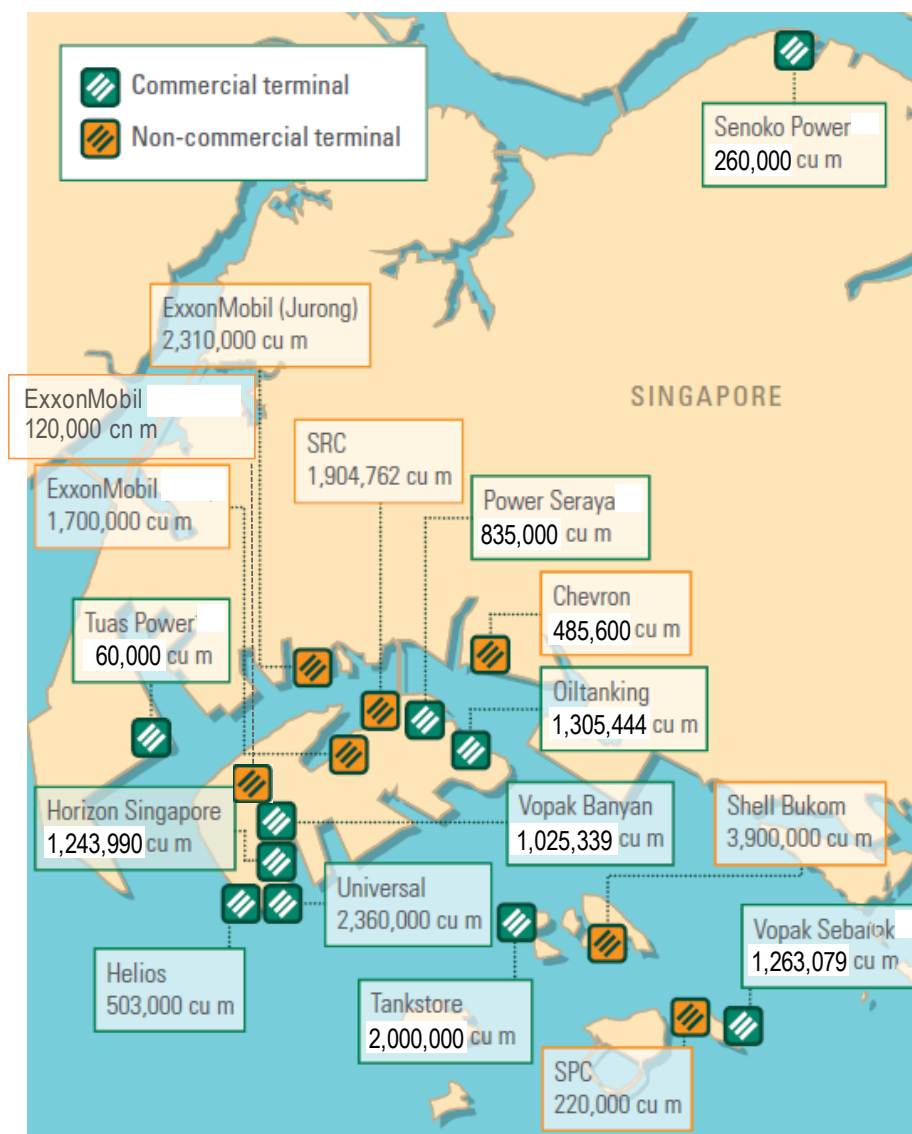 Commercial terminal
Non-commercial terminal
Senoko Power
260,000 cu m
ExxonMobil (Jurong)
2,310,000 cu m
SINGAPORE
ExxonMobil
120,000 cn m
SRC
1,904,762 cu m
ExxonMobil
1,700,000 cu m
Power Seraya
835,000 cu m
Chevron
485,600 cu m
Tuas Power
60,000 cu m
Oiltanking
1,305,444 cu m
Horizon Singapore
1,243,990 cu m
Vopak Banyan
1,025,339 cu m
Shell Bukom
3,900,000 cu m
Universal
2,360,000 cu m
Vopak Sebarok
1,263,079 cu m
Helios
503,000 cu m
Tankstore
2,000,000 cu m
SPC
220,000 cu m